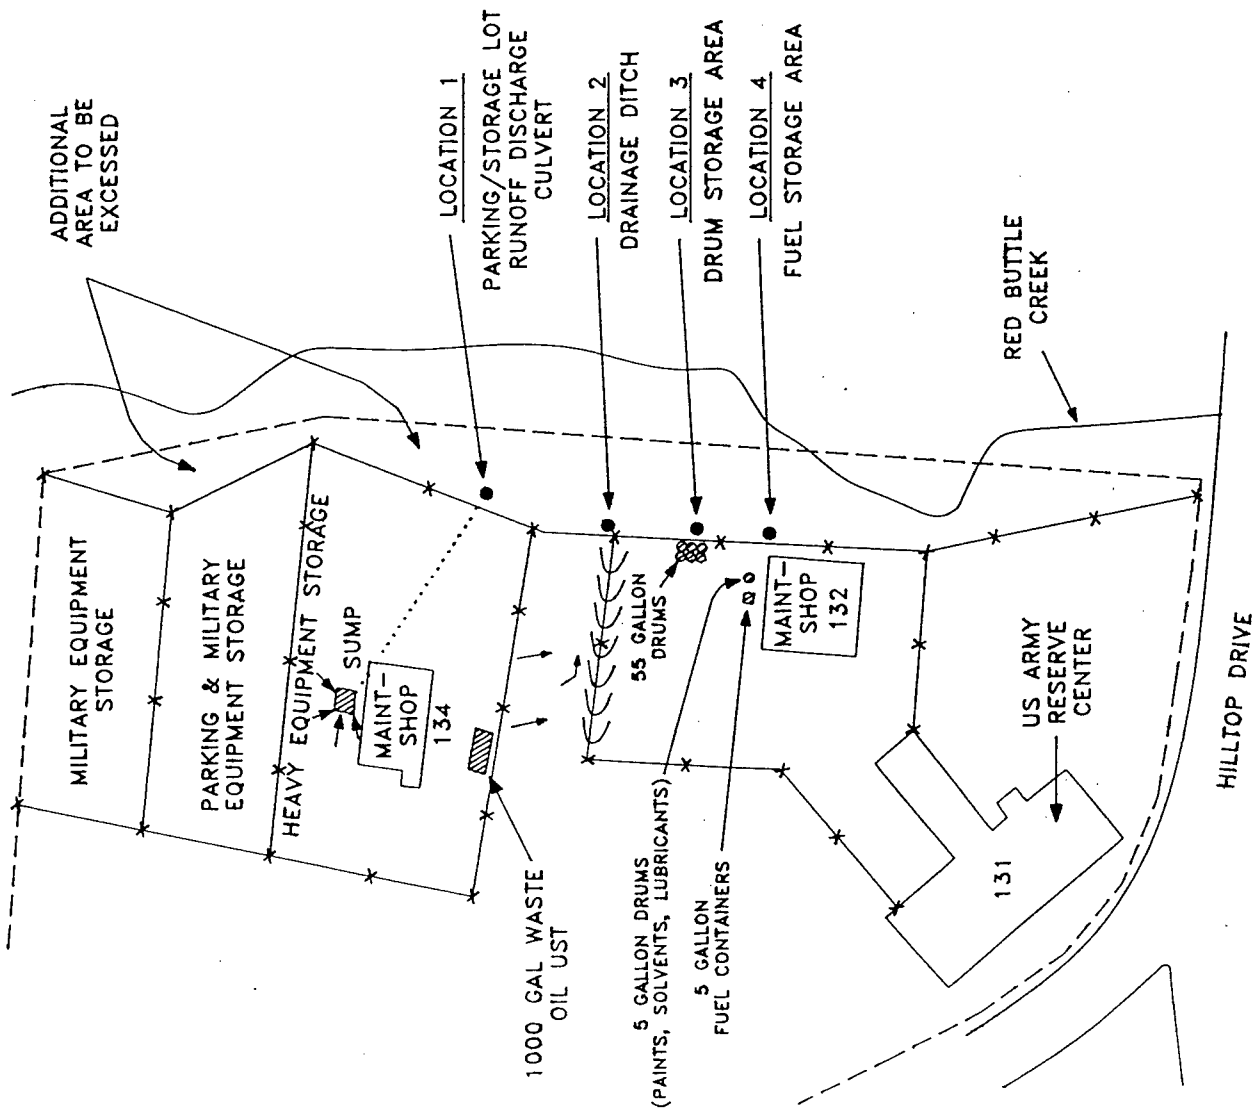 ADDITIONAL
AREA TO BE
EXCESSED
LOCATION 1
PARKING/STORAGE LOT
RUNOFF DISCHARGE
CULVERT
LOCATION 2
DRAINAGE DITCH
LOCATION 3
DRUM STORAGE AREA
LOCATION 4
FUEL STORAGE AREA
RED BUTTLE
CREEK
MILITARY EQUIPMENT
STORAGE
PARKING & MILITARY
EQUIPMENT STORAGE
HEAVY EQUIPMENT STORAGE
SUMP
MAINT-
SHOP
134
55 GALLON
DRUMS
MAINT-
SHOP
132
US ARMY
RESERVE
CENTER
131
HILLTOP DRIVE
1000 GAL WASTE
OIL UST
5 GALLON DRUMS
(PAINTS, SOLVENTS, LUBRICANTS)
5 GALLON
FUEL CONTAINERS